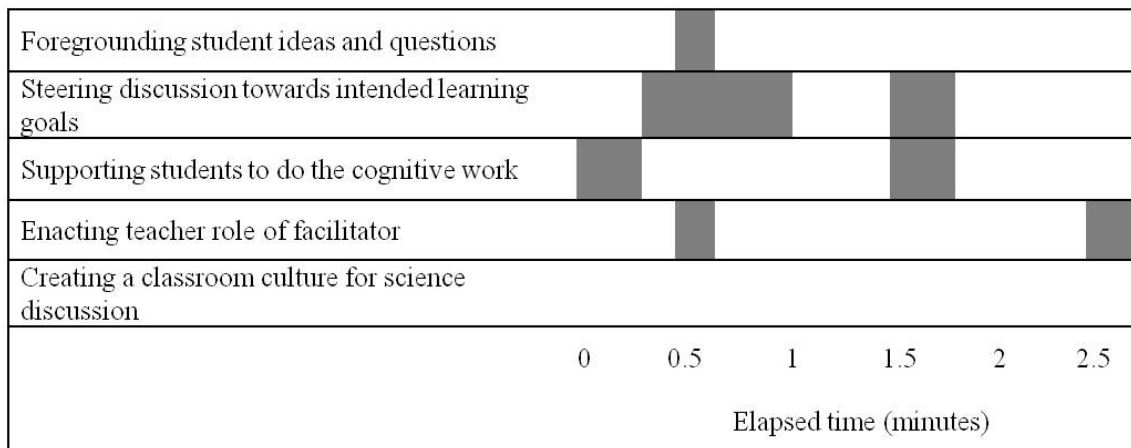 Foregrounding student ideas and questions
Steering discussion towards intended learning
goals
Supporting students to do the cognitive work
Enacting teacher role of facilitator
Creating a classroom culture for science
discussion
0 0.5 1 1.5 2 2.5
Elapsed time (minutes)